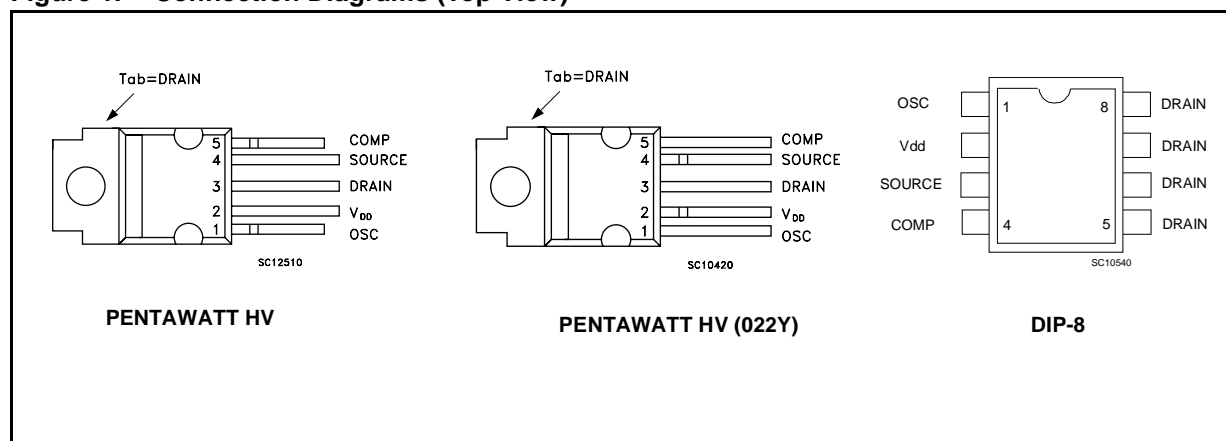 Figure 1. Connection Diagrams (Top View)
Tab=DRAIN
5 COMP
4 SOURCE
3 DRAIN
2 VDD
1 OSC
SC12510
PENTAWATT HV
Tab=DRAIN
5 COMP
4 SOURCE
3 DRAIN
2 VDD
1 OSC
SC10420
PENTAWATT HV (022Y)
OSC 1 8 DRAIN
Vdd DRAIN
SOURCE DRAIN
COMP 4 5 DRAIN
SC10540
DIP-8